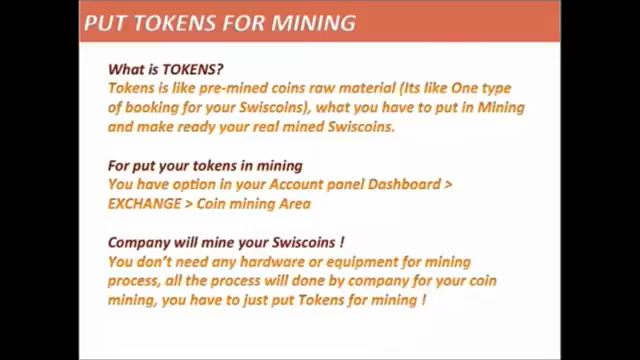 PUT TOKENS FOR MINING
What is TOKENS?
Tokens is like pre-mined coins raw material (Its like One type
of booking for your Swiscoins), what you have to put in Mining
and make ready your real mined Swiscoins.
For put your tokens in mining
You have option in your Account panel Dashboard >
EXCHANGE > Coin mining Area
Company will mine your Swiscoins !
You don't need any hardware or equipment for mining
process, all the process will done by company for your coin
mining, you have to just put Tokens for mining !